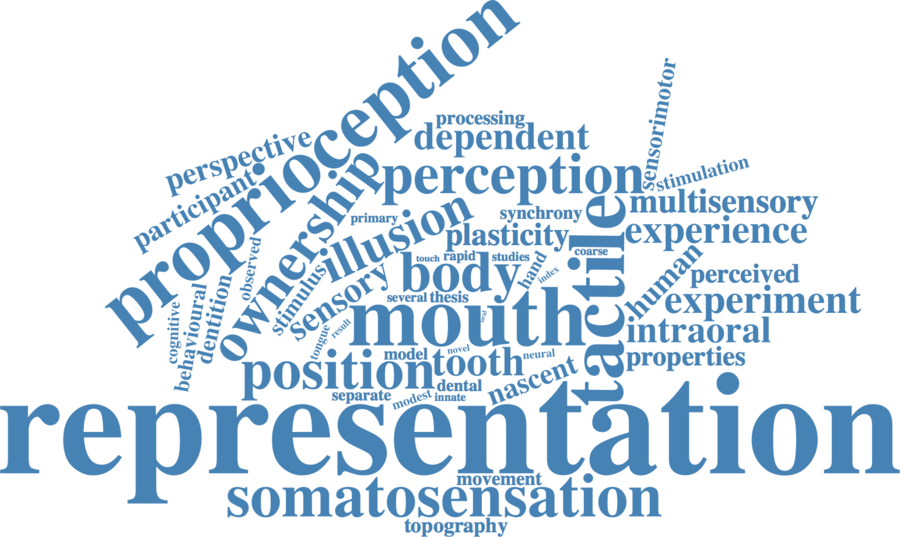 proprioception
processing
dependent
sensorimotor
perspective
perception
stimulation
participant
ownership
illusion
primary
synchrony
multisensory
plasticity
experience
tactile
observed
stimulus
sensory
touch
rapid
studies
coarse
body
hand
index
human
perceived
cognitive
behavioural
dentition
several
thesis
mouth
oral
experiment
tongue
result
intraoral
position
model
novel
tooth
neural
properties
dental
nascent
separate
modest
innate
representation
movement
somatosensation
topography